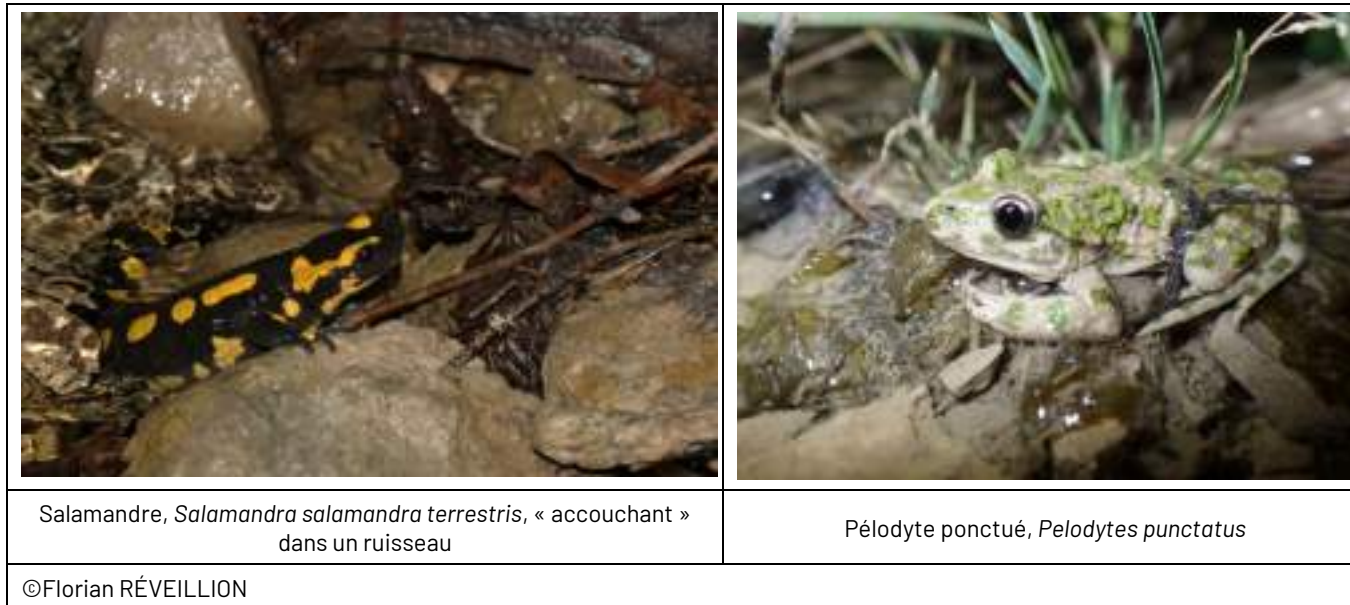 Salamandre, Salamandra salamandra terrestris, « accouchant »
dans un ruisseau
Pélodyte ponctué, Pelodytes punctatus
©Florian RÉVEILLION